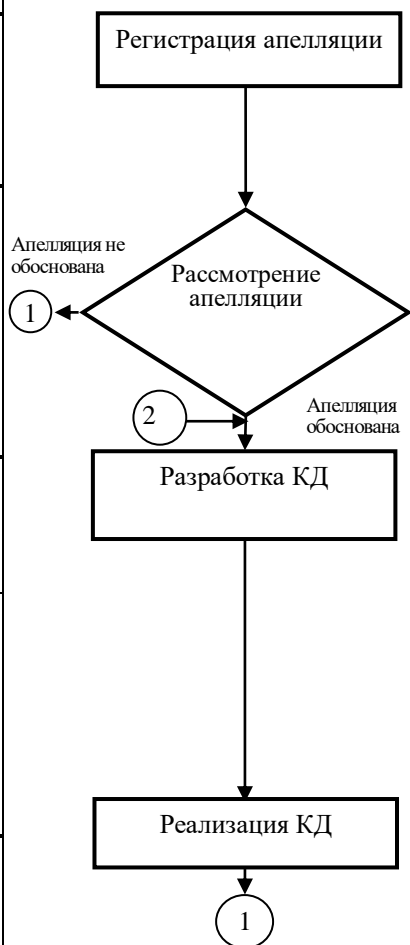 Регистрация апелляции
Апелляция не
обоснована
Рассмотрение
апелляции
1
2
Апелляция
обоснована
Разработка КД
Реализация КД
1